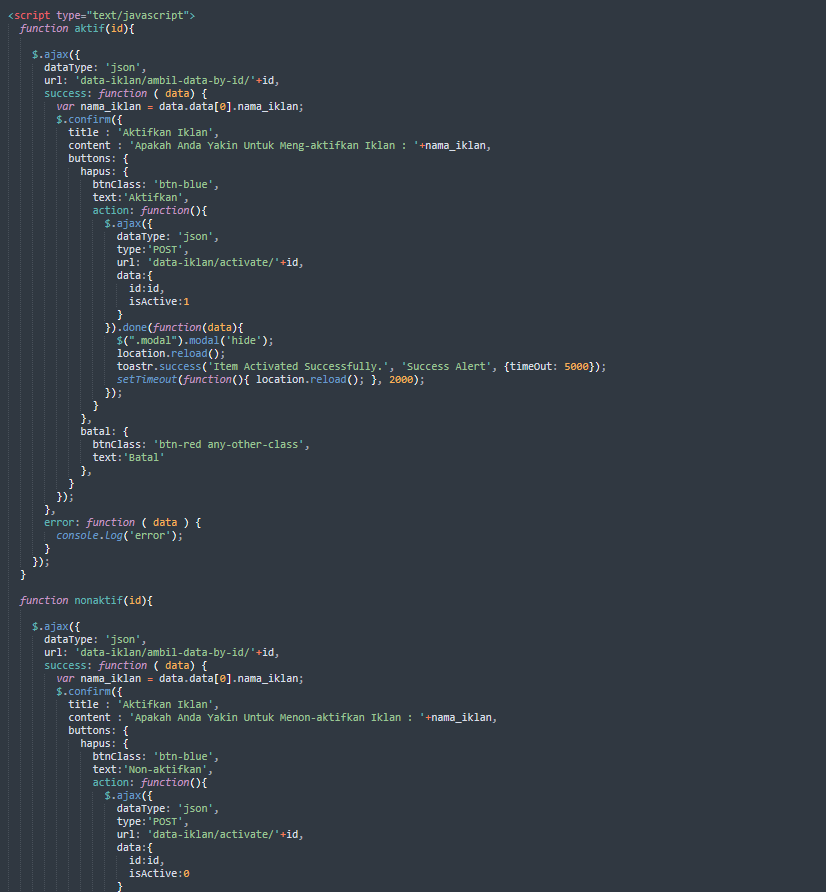 <script type="text/javascript">
function aktif(id){
$.ajax({
dataType: 'json',
url: 'data-iklan/ambil-data-by-id/'+id,
success: function ( data) {
var nama_iklan = data.data[0].nama_iklan;
$.confirm({
title : 'Aktifkan Iklan',
content : 'Apakah Anda Yakin Untuk Meng-aktifkan Iklan : '+nama_iklan,
buttons: {
hapus: {
btnClass: 'btn-blue',
text:'Aktifkan',
action: function(){
$.ajax({
dataType: 'json',
type:'POST',
url: 'data-iklan/activate/'+id,
data:{
id:id,
isActive:1
}
}).done(function(data){
$(".modal").modal('hide');
location.reload();
toastr.success('Item Activated Successfully.', 'Success Alert', {timeOut: 5000});
setTimeout(function(){ location.reload(); }, 2000);
});
}
},
batal: {
btnClass: 'btn-red any-other-class',
text:'Batal'
},
}
});
},
error: function ( data ) {
console.log('error');
}
});
}
function nonaktif(id){
$.ajax({
dataType: 'json',
url: 'data-iklan/ambil-data-by-id/'+id,
success: function ( data) {
var nama_iklan = data.data[0].nama_iklan;
$.confirm({
title : 'Aktifkan Iklan',
content : 'Apakah Anda Yakin Untuk Menon-aktifkan Iklan : '+nama_iklan,
buttons: {
hapus: {
btnClass: 'btn-blue',
text:'Non-aktifkan',
action: function(){
$.ajax({
dataType: 'json',
type:'POST',
url: 'data-iklan/activate/'+id,
data:{
id:id,
isActive:0
}